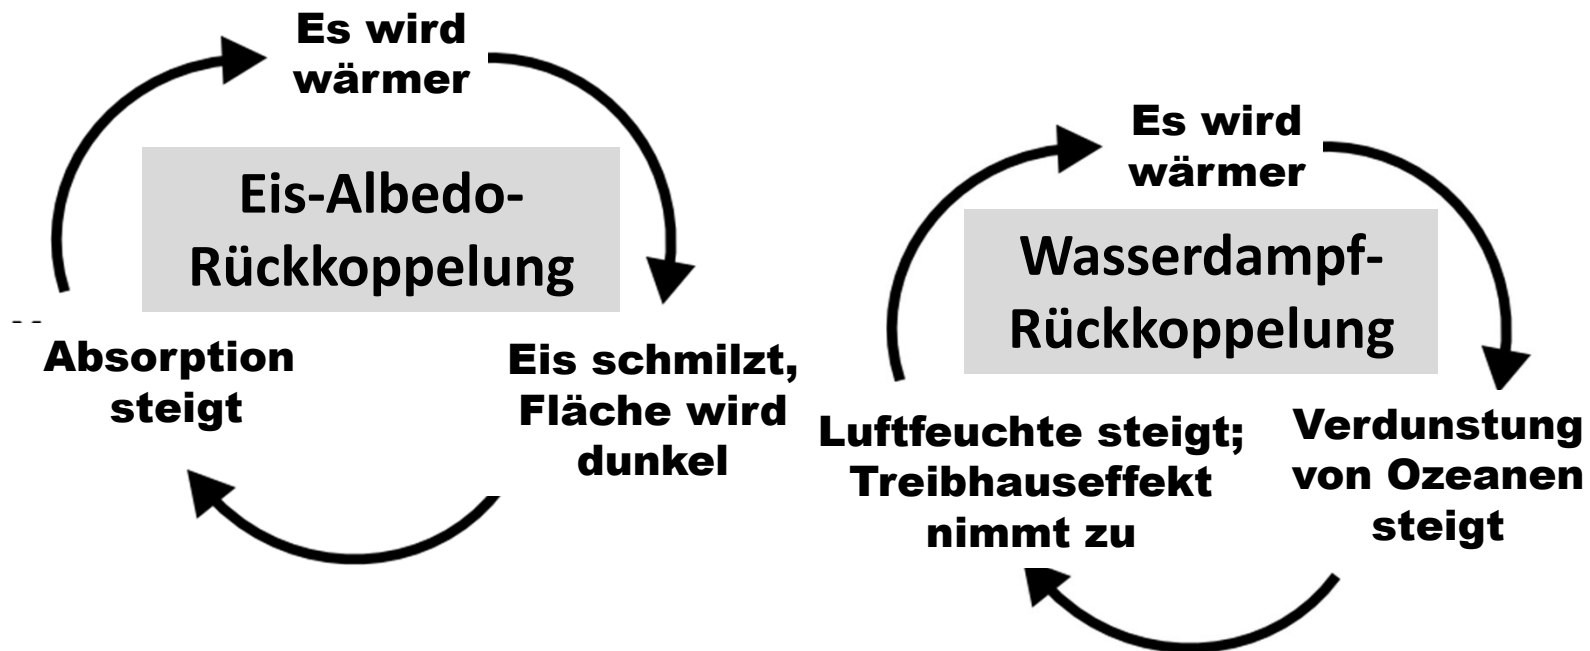 Es wird
wärmer
Eis-Albedo-
Rückkoppelung
Absorption
steigt
Eis schmilzt,
Fläche wird
dunkel
Es wird
wärmer
Wasserdampf-
Rückkoppelung
Luftfeuchte steigt;
Treibhauseffekt
nimmt zu
Verdunstung
von Ozeanen
steigt